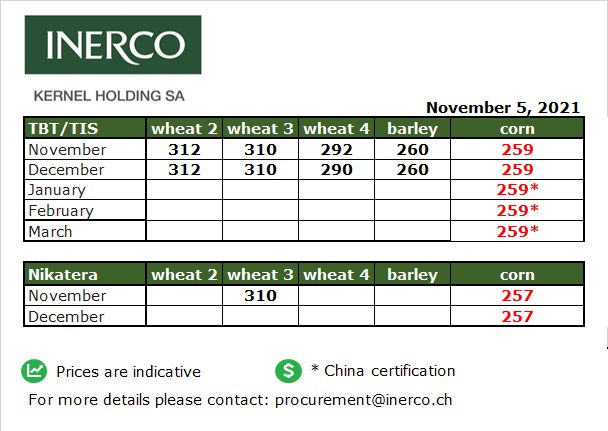 INERCO
KERNEL HOLDING SA
November 5, 2021
TBT/TIS wheat 2 wheat 3 wheat 4 barley corn
November 312 310 292 260 259
December 312 310 290 260 259
January 259*
February 259*
March 259*
Nikatera wheat 2 wheat 3 wheat 4 barley corn
November 310 257
December 257
Prices are indicative $ * China certification
For more details please contact: procurement@inerco.ch